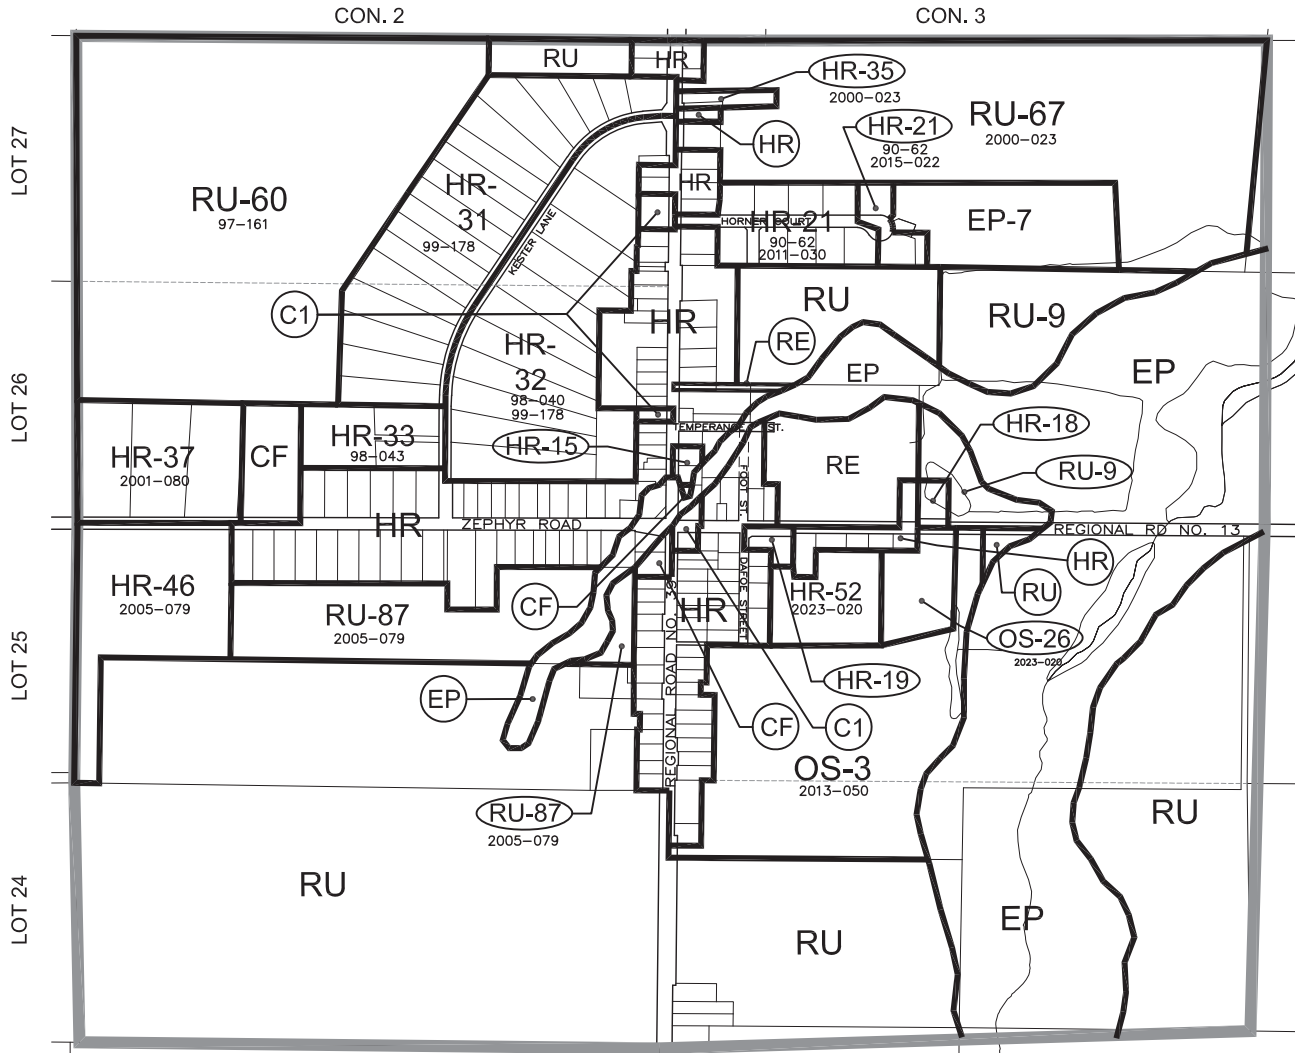 CON. 2
CON. 3
RU
HR
HR-35
2000-023
RU-67
2000-023
LOT 27
HR-21
90-62
2015-022
HR
HR
RU-60
97-161
HR-
31
99-178
KESTER LANE
HORNER COURT
HR-21
90-62
2011-030
EP-7
C1
RU
RU-9
HR
RE
HR-
32
98-040
99-178
EP
EP
LOT 26
TEMPERANCE ST.
HR-18
HR-37
2001-080
CF
HR-33
98-043
HR-15
RE
RU-9
FOOT ST.
HR
ZEPHYR ROAD
REGIONAL RD NO. 13
HR
HR-46
2005-079
RU-87
2005-079
CF
HR
DAFOE STREET
HR-52
2023-020
RU
OS-26
2023-020
LOT 25
REGIONAL ROAD NO. 39
HR-19
EP
CF
C1
OS-3
2013-050
RU-87
2005-079
RU
RU
LOT 24
EP
RU